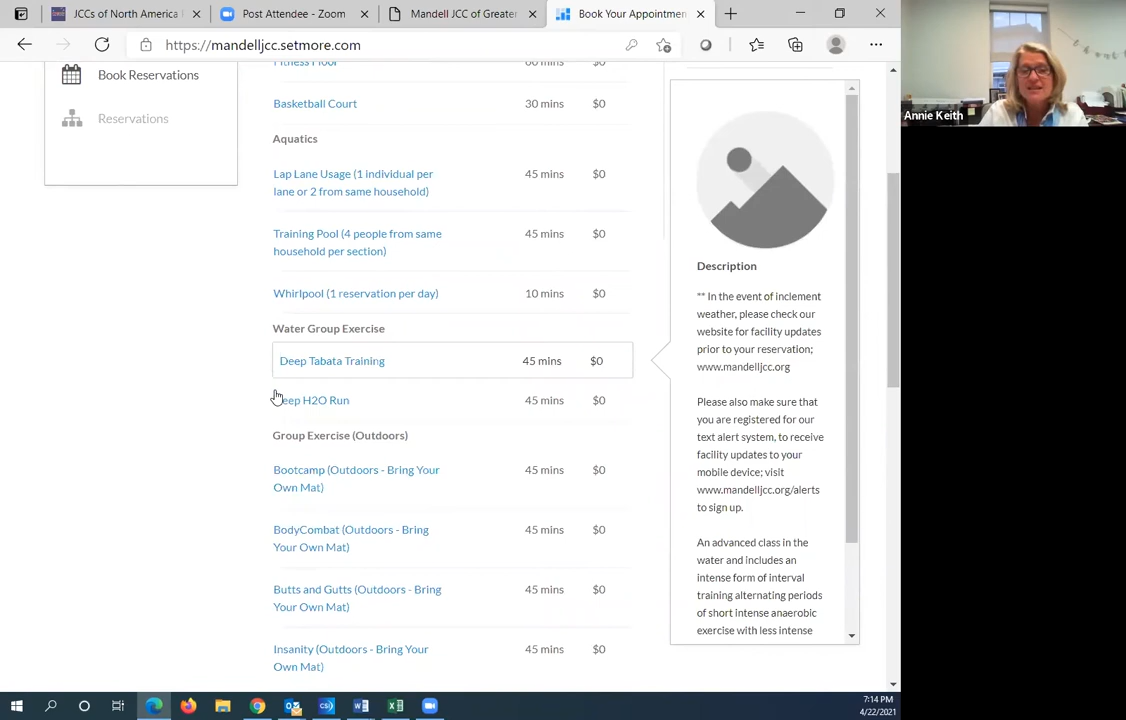 JCCs of North America
Post Attendee - Zoom
Mandell JCC of Greater
Book Your Appointmen
https://mandelljcc.setmore.com
Annie Keith
Book Reservations
Reservations
Fitness Floor 60 mins $0
Basketball Court 30 mins $0
Aquatics
Lap Lane Usage (1 individual per 45 mins $0
lane or 2 from same household)
Training Pool (4 people from same 45 mins $0
household per section)
Whirlpool (1 reservation per day) 10 mins $0
Water Group Exercise
Deep Tabata Training 45 mins $0
eep H2O Run 45 mins $0
Group Exercise (Outdoors)
Bootcamp (Outdoors - Bring Your 45 mins $0
Own Mat)
BodyCombat (Outdoors - Bring 45 mins $0
Your Own Mat)
Butts and Gutts (Outdoors - Bring 45 mins $0
Your Own Mat)
Insanity (Outdoors - Bring Your 45 mins $0
Own Mat)
Description
** In the event of inclement
weather, please check our
website for facility updates
prior to your reservation;
www.mandelljcc.org
Please also make sure that
you are registered for our
text alert system, to receive
facility updates to your
mobile device; visit
www.mandelljcc.org/alerts
to sign up.
An advanced class in the
water and includes an
intense form of interval
training alternating periods
of short intense anaerobic
exercise with less intense
7:14 PM
4/22/2021